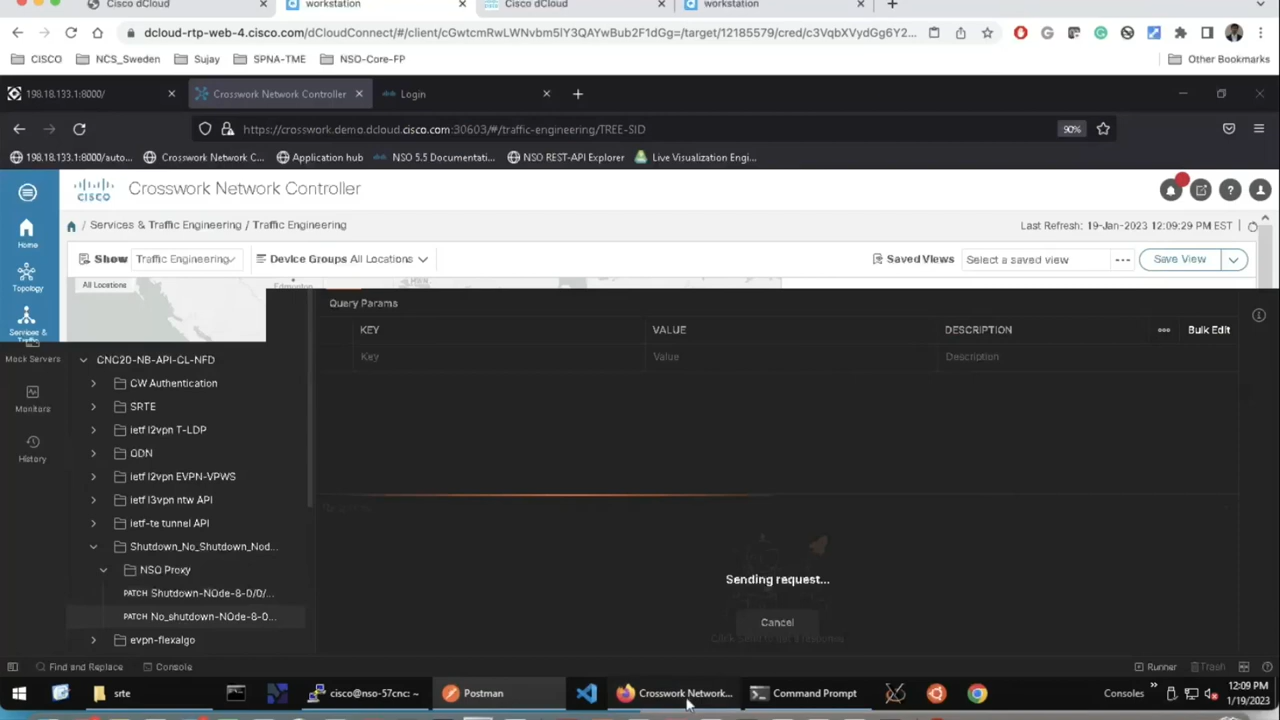 Cisco dCloud
workstation
Cisco dCloud
workstation
dcloud-rtp-web-4.cisco.com/dCloudConnect/#/client/cGwtcmRwLWNvbm5lY3QAYwBub2F1dGg=/target/12185579/cred/c3VqbXVydGg6Y2...
CISCO
NCS_Sweden
Sujay
SPNA-TME
NSO-Core-FP
Other Bookmarks
198.18.133.1:8000/
Crosswork Network Controller
Login
https://crosswork.demo.dcloud.cisco.com:30603/#/traffic-engineering/TREE-SID
90%
198.18.133.1:8000/auto...
Crosswork Network C...
Application hub
NSO 5.5 Documentati...
NSO REST-API Explorer
Live Visualization Engi...
CISCO
Crosswork Network Controller
Home
/ Services & Traffic Engineering / Traffic Engineering
Last Refresh: 19-Jan-2023 12:09:29 PM EST
Show
Traffic Engineering
Device Groups All Locations
Saved Views
Select a saved view
Save View
Topology
All Locations
Edmonton
Services &
Query Params
KEY
VALUE
DESCRIPTION
Bulk Edit
Key
Value
Description
Mock Servers
Monitors
History
CNC20-NB-API-CL-NFD
CW Authentication
SRTE
ietf l2vpn T-LDP
ODN
ietf l2vpn EVPN-VPWS
ietf l3vpn ntw API
ietf-te tunnel API
Shutdown_No_Shutdown_Nod...
NSO Proxy
PATCH Shutdown-NOde-8-0/0/...
PATCH No_shutdown-NOde-8-0...
evpn-flexalgo
Sending request...
Cancel
Find and Replace
Console
Runner
Trash
srte
cisco@nso-57cnc: ~
Postman
Crosswork Network...
Command Prompt
Consoles
12:09 PM
1/19/2023